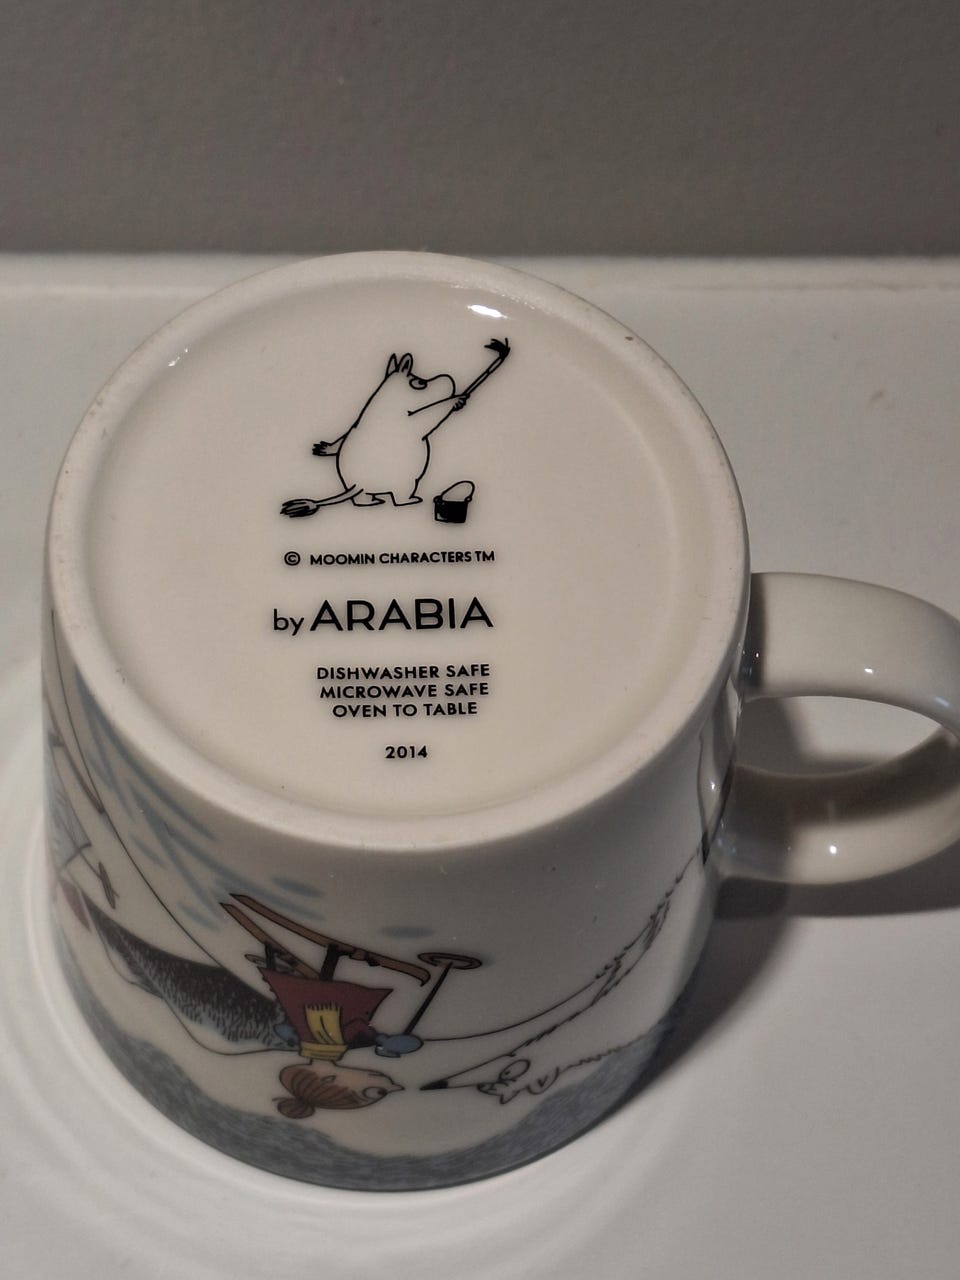 © MOOMIN CHARACTERS TM
by ARABIA
DISHWASHER SAFE
MICROWAVE SAFE
OVEN TO TABLE
2014